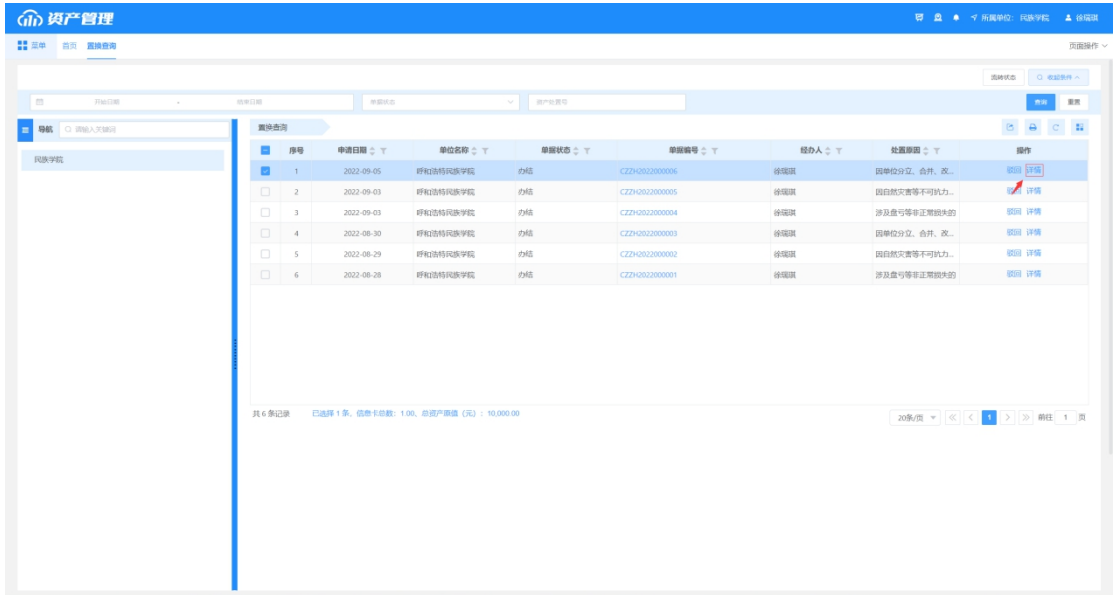 资产管理
所属单位：民族学院 徐瑞琪
菜单 首页 置换查询 页面操作
流转状态 收起条件
开始日期 - 结束日期 单据状态 资产处置号 查询 重置
导航 请输入关键词
民族学院
置换查询
序号 申请日期 单位名称 单据状态 单据编号 经办人 处置原因 操作
1 2022-09-05 呼和浩特民族学院 办结 CZZH2022000006 徐瑞琪 因单位分立、合并、改... 驳回 详情
2 2022-09-03 呼和浩特民族学院 办结 CZZH2022000005 徐瑞琪 因自然灾害等不可抗力... 驳回 详情
3 2022-09-03 呼和浩特民族学院 办结 CZZH2022000004 徐瑞琪 涉及盘亏等非正常损失的 驳回 详情
4 2022-08-30 呼和浩特民族学院 办结 CZZH2022000003 徐瑞琪 因单位分立、合并、改... 驳回 详情
5 2022-08-29 呼和浩特民族学院 办结 CZZH2022000002 徐瑞琪 因自然灾害等不可抗力... 驳回 详情
6 2022-08-28 呼和浩特民族学院 办结 CZZH2022000001 徐瑞琪 涉及盘亏等非正常损失的 驳回 详情
共 6 条记录 已选择 1 条、信息卡总数：1.00、总资产原值（元）：10,000.00 20条/页 1 前往 1 页